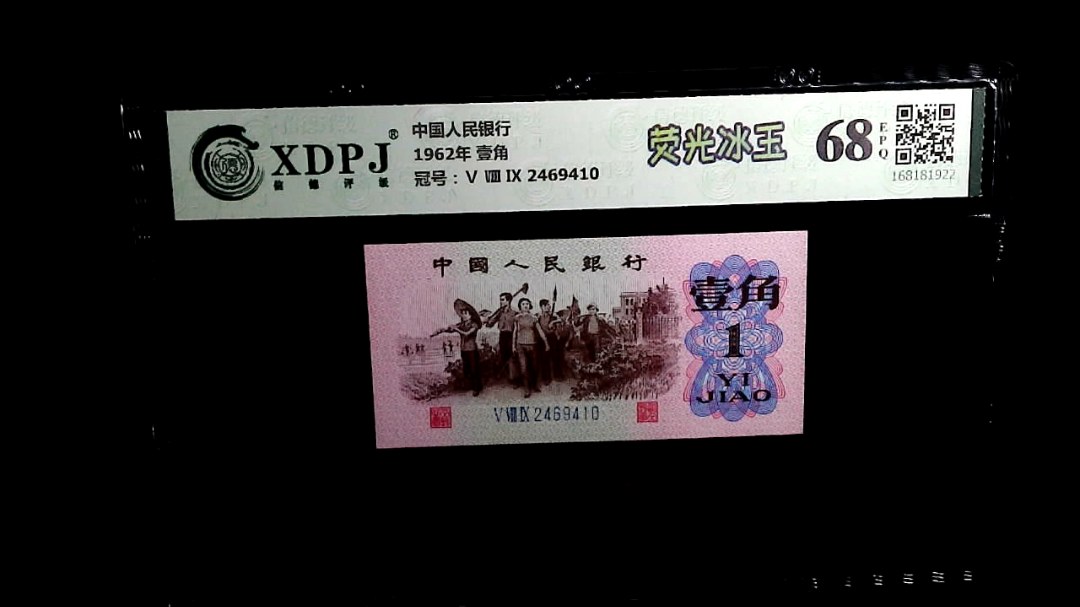 XDPJ®
信德评级
中国人民银行
1962年 壹角
冠号：Ⅴ Ⅷ Ⅸ 2469410
荧光冰王
68
EPQ
168181922
中國人民銀行
壹角
1
YI
JIAO
Ⅴ Ⅷ Ⅸ 2469410